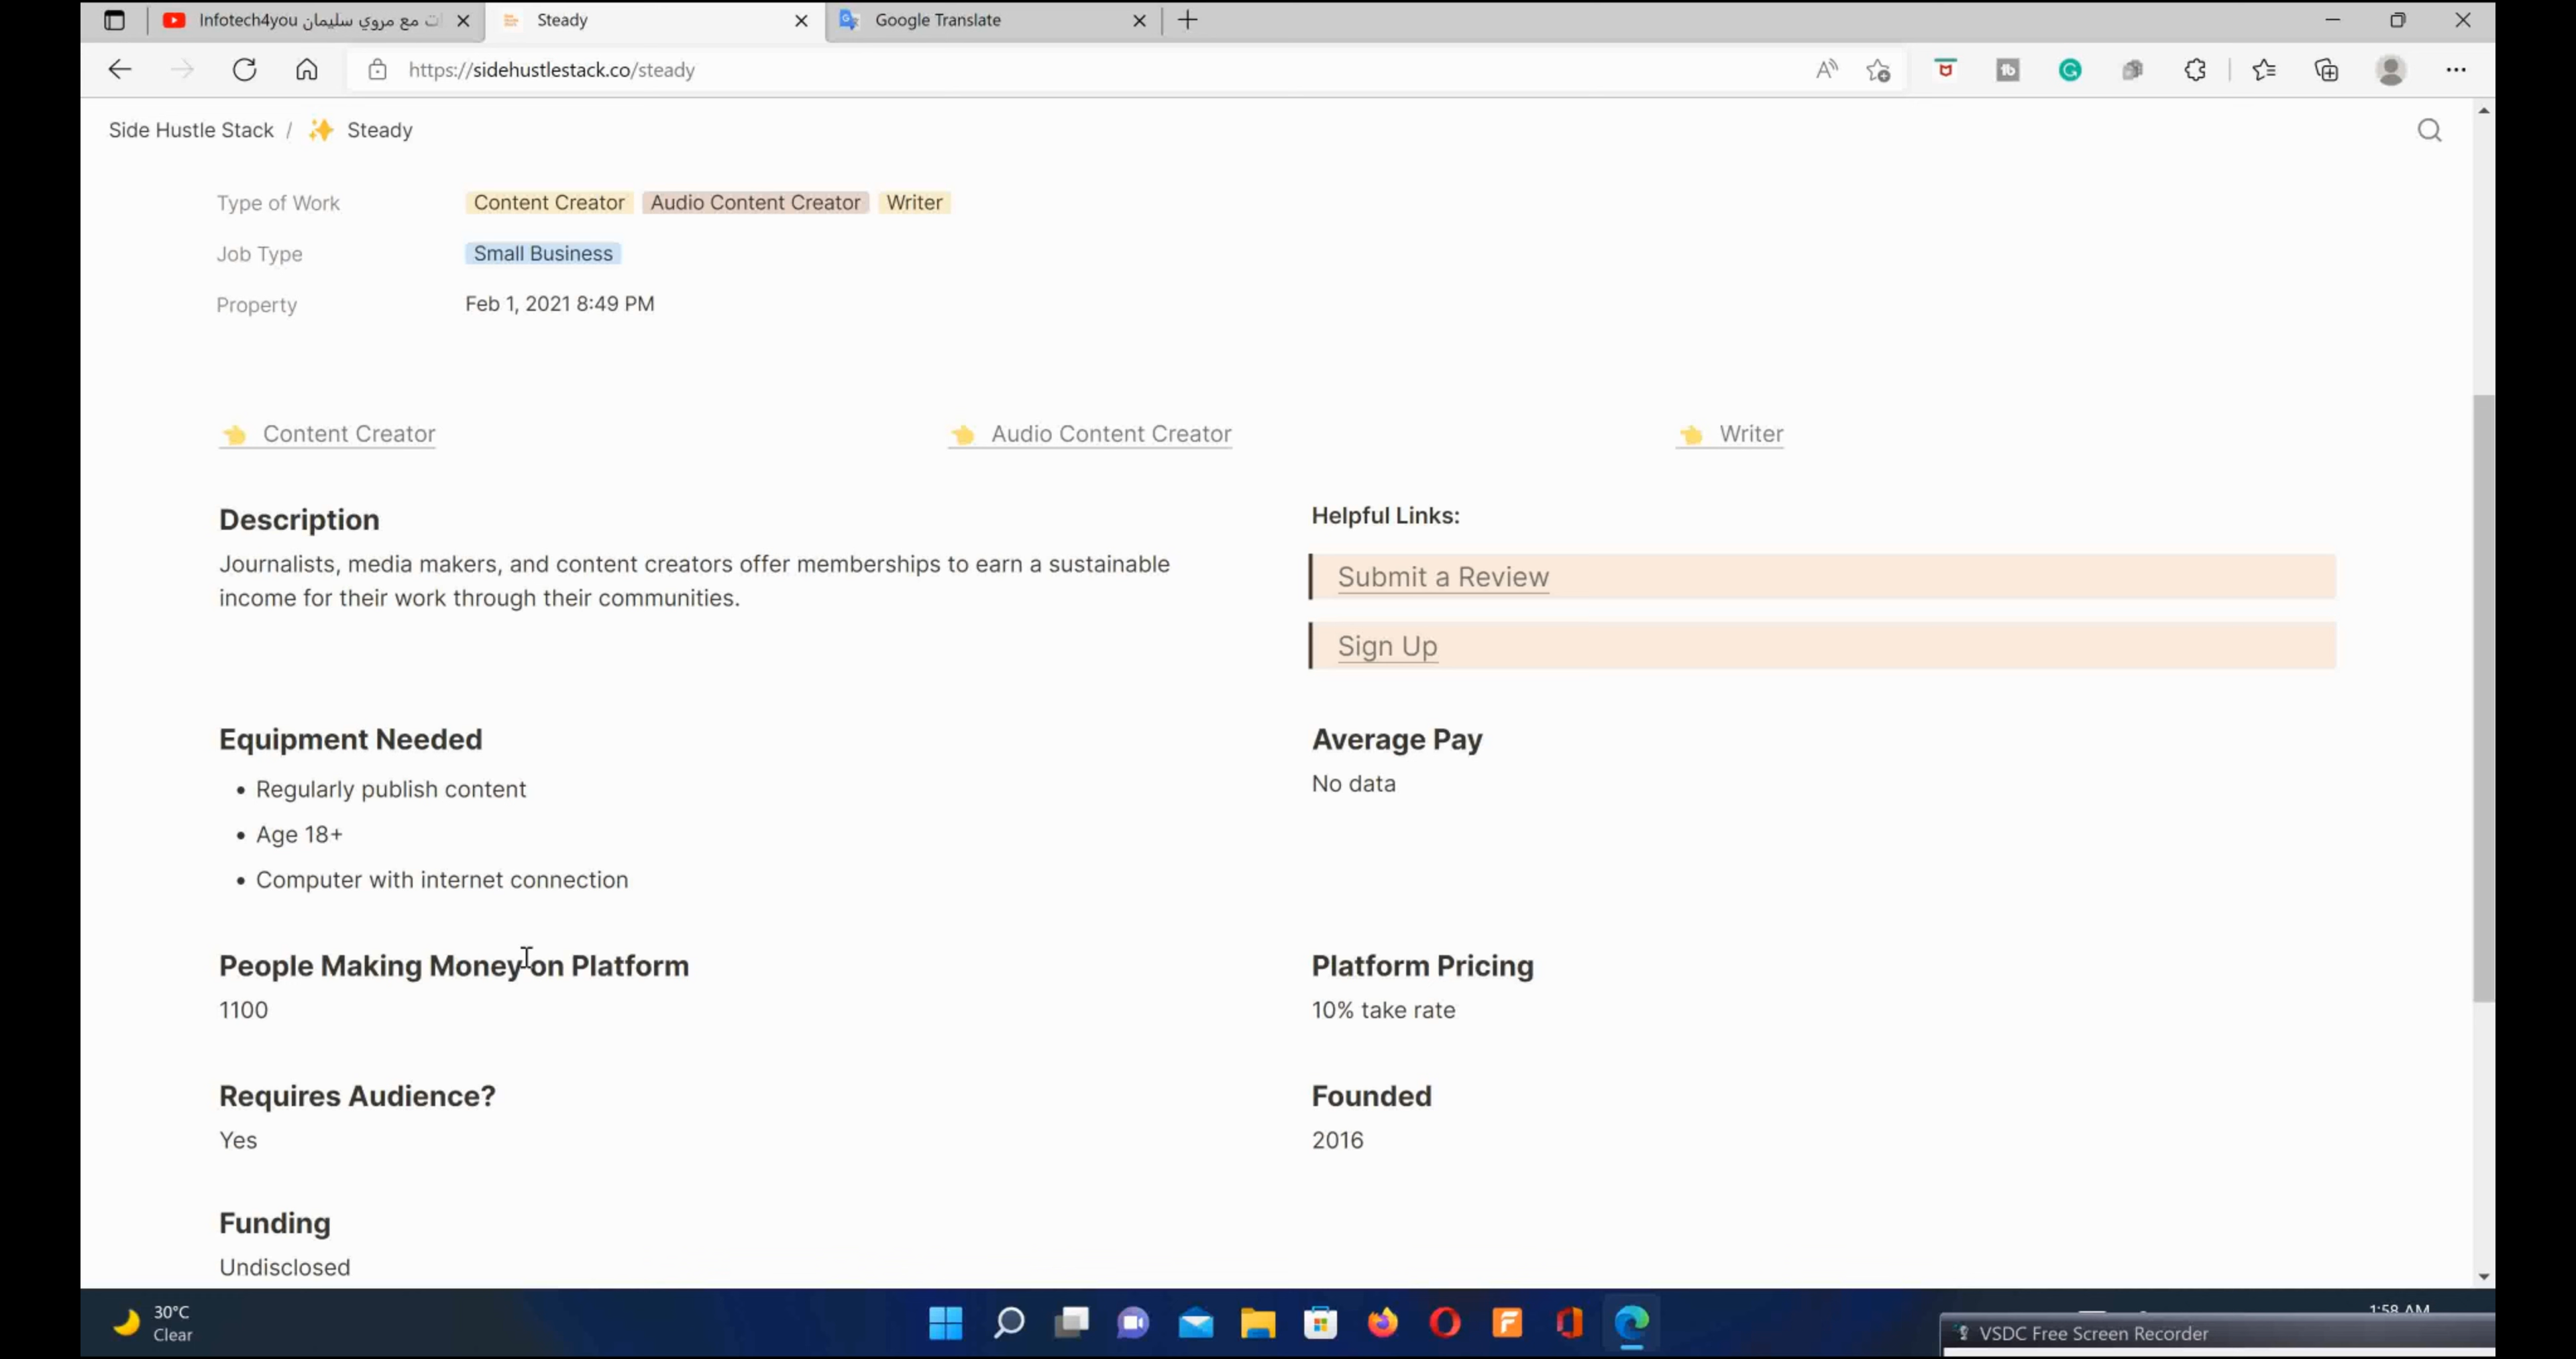 Infotech4you ات مع مروي سليمان
Steady
Google Translate
https://sidehustlestack.co/steady
Side Hustle Stack / Steady
Type of Work Content Creator Audio Content Creator Writer
Job Type Small Business
Property Feb 1, 2021 8:49 PM
Content Creator Audio Content Creator Writer
Description
Journalists, media makers, and content creators offer memberships to earn a sustainable
income for their work through their communities.
Helpful Links:
Submit a Review
Sign Up
Equipment Needed
• Regularly publish content
• Age 18+
• Computer with internet connection
Average Pay
No data
People Making Money on Platform
1100
Platform Pricing
10% take rate
Requires Audience?
Yes
Founded
2016
Funding
Undisclosed
30°C
Clear
1:58 AM
VSDC Free Screen Recorder